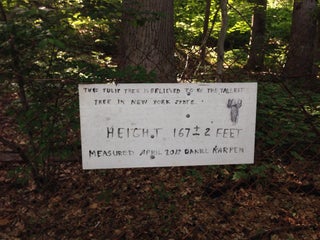 THIS TULIP TREE IS BELIEVED TO BE THE TALLEST
TREE IN NEW YORK STATE.
HEIGHT 167±2 FEET
MEASURED APRIL 2017 DANIEL KARPEN